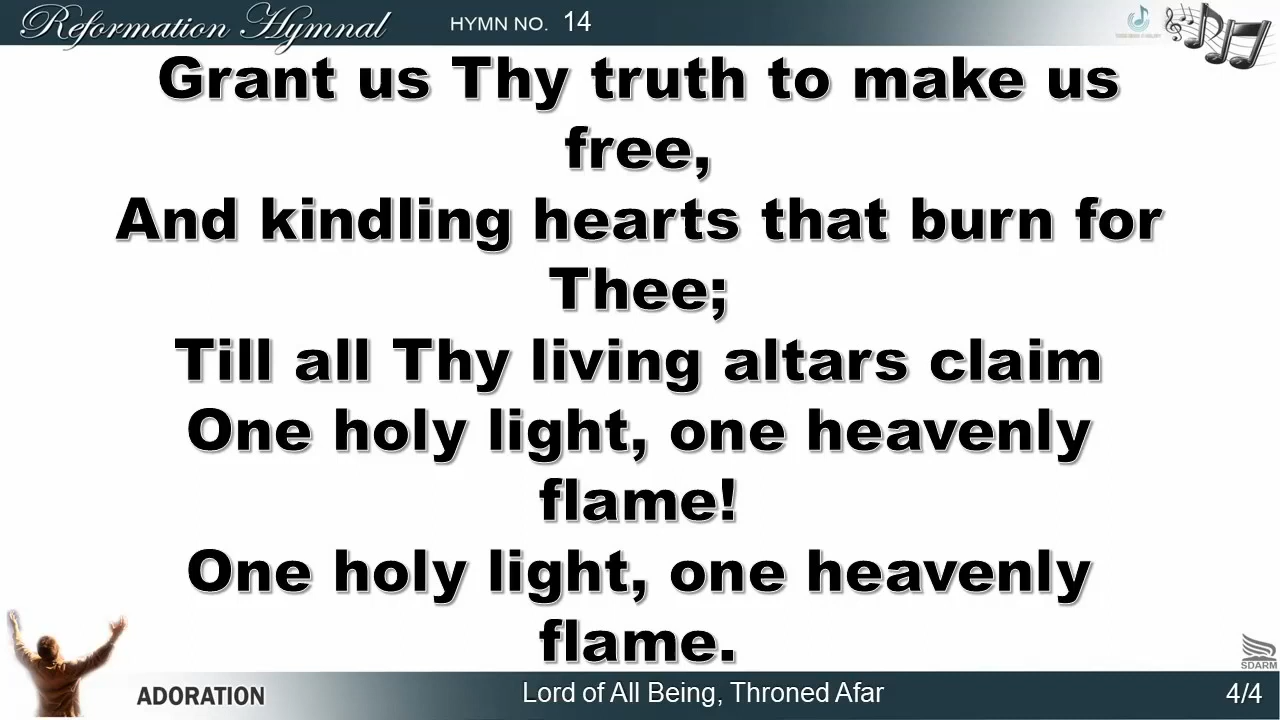 Reformation Hymnal
HYMN NO. 14
Grant us Thy truth to make us
free,
And kindling hearts that burn for
Thee;
Till all Thy living altars claim
One holy light, one heavenly
flame!
One holy light, one heavenly
flame.
SDARM
ADORATION
Lord of All Being, Throned Afar
4/4